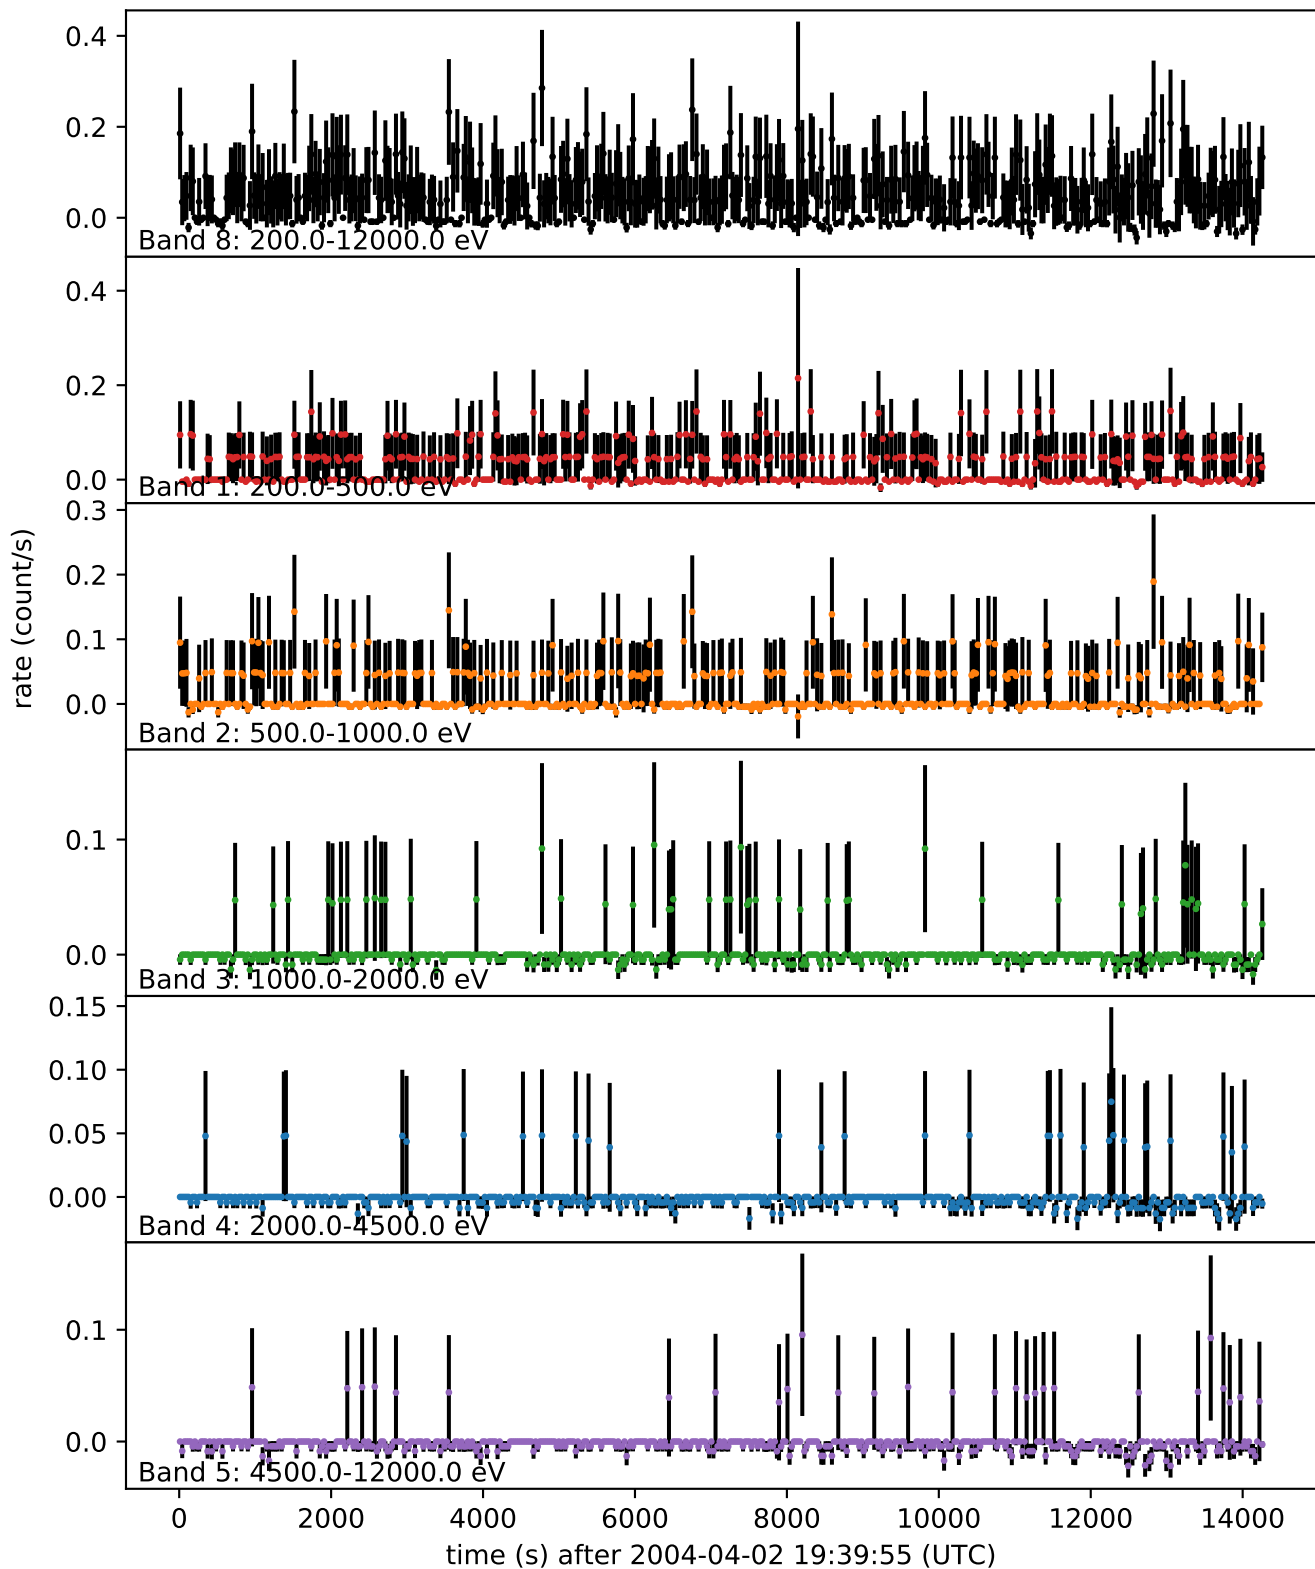 0.4
0.2
0.0
Band 8: 200.0-12000.0 eV
0.4
0.2
0.0
Band 1: 200.0-500.0 eV
0.3
0.2
0.1
0.0
Band 2: 500.0-1000.0 eV
rate (count/s)
0.1
0.0
Band 3: 1000.0-2000.0 eV
0.15
0.10
0.05
0.00
Band 4: 2000.0-4500.0 eV
0.1
0.0
Band 5: 4500.0-12000.0 eV
0 2000 4000 6000 8000 10000 12000 14000
time (s) after 2004-04-02 19:39:55 (UTC)